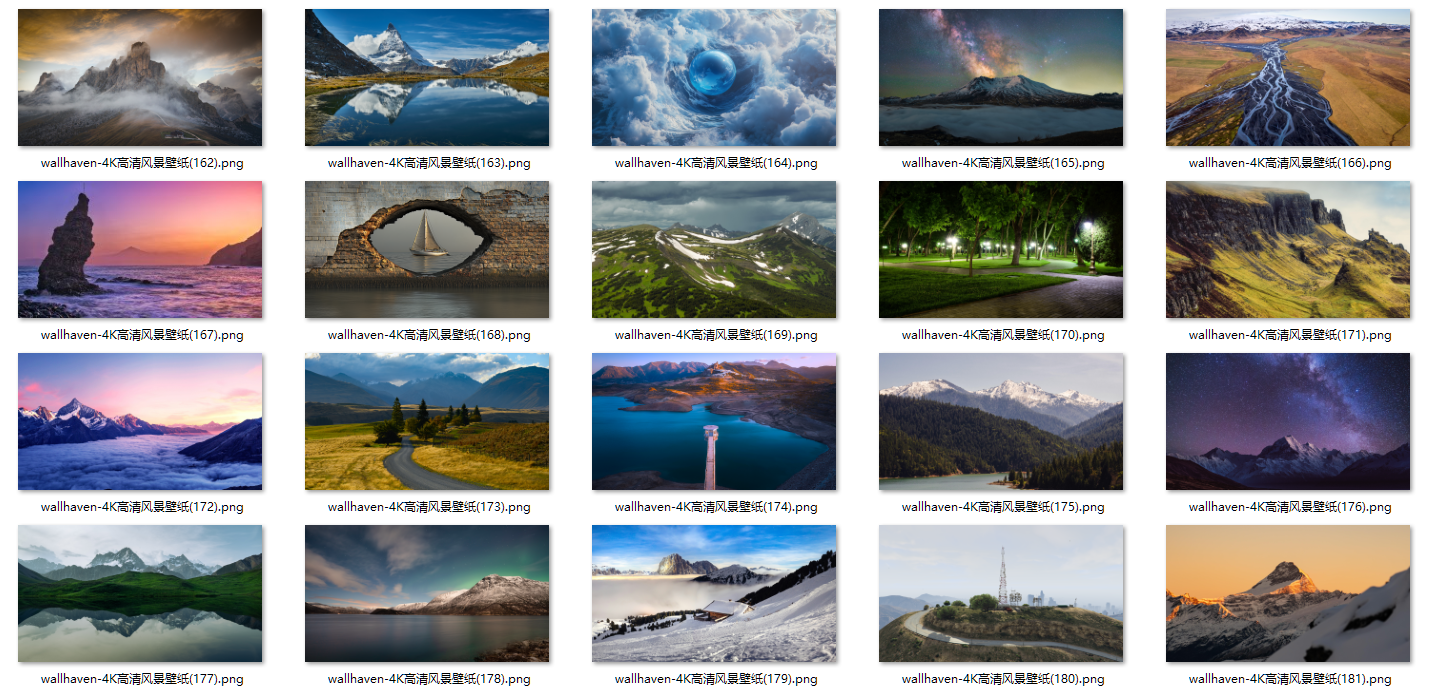 wallhaven-4K高清风景壁纸(162).png
wallhaven-4K高清风景壁纸(163).png
wallhaven-4K高清风景壁纸(164).png
wallhaven-4K高清风景壁纸(165).png
wallhaven-4K高清风景壁纸(166).png
wallhaven-4K高清风景壁纸(167).png
wallhaven-4K高清风景壁纸(168).png
wallhaven-4K高清风景壁纸(169).png
wallhaven-4K高清风景壁纸(170).png
wallhaven-4K高清风景壁纸(171).png
wallhaven-4K高清风景壁纸(172).png
wallhaven-4K高清风景壁纸(173).png
wallhaven-4K高清风景壁纸(174).png
wallhaven-4K高清风景壁纸(175).png
wallhaven-4K高清风景壁纸(176).png
wallhaven-4K高清风景壁纸(177).png
wallhaven-4K高清风景壁纸(178).png
wallhaven-4K高清风景壁纸(179).png
wallhaven-4K高清风景壁纸(180).png
wallhaven-4K高清风景壁纸(181).png